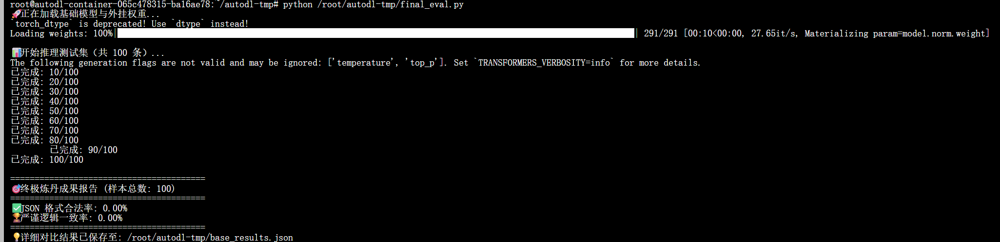 root@autodl-container-065c478315-ba16ae78:~/autodl-tmp# python /root/autodl-tmp/final_eval.py
🚀正在加载基础模型与外挂权重...
`torch_dtype` is deprecated! Use `dtype` instead!
Loading weights: 100%| | 291/291 [00:10<00:00, 27.65it/s, Materializing param=model.norm.weight]
📊开始推理测试集（共 100 条）...
The following generation flags are not valid and may be ignored: ['temperature', 'top_p']. Set `TRANSFORMERS_VERBOSITY=info` for more details.
已完成: 10/100
已完成: 20/100
已完成: 30/100
已完成: 40/100
已完成: 50/100
已完成: 60/100
已完成: 70/100
已完成: 80/100
已完成: 90/100
已完成: 100/100
========================================
🎯终极炼丹成果报告 (样本总数: 100)
========================================
✅JSON 格式合法率: 0.00%
🏆严谨逻辑一致率: 0.00%
========================================
💡详细对比结果已保存至: /root/autodl-tmp/base_results.json